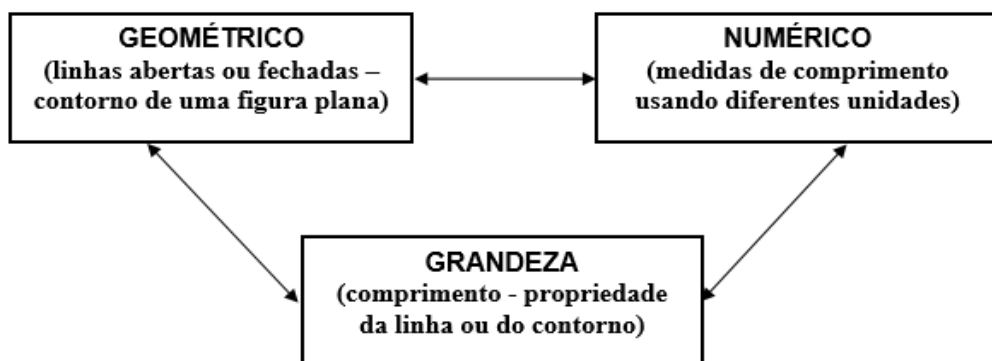 GEOMÉTRICO
(linhas abertas ou fechadas –
contorno de uma figura plana)
NUMÉRICO
(medidas de comprimento
usando diferentes unidades)
GRANDEZA
(comprimento - propriedade
da linha ou do contorno)